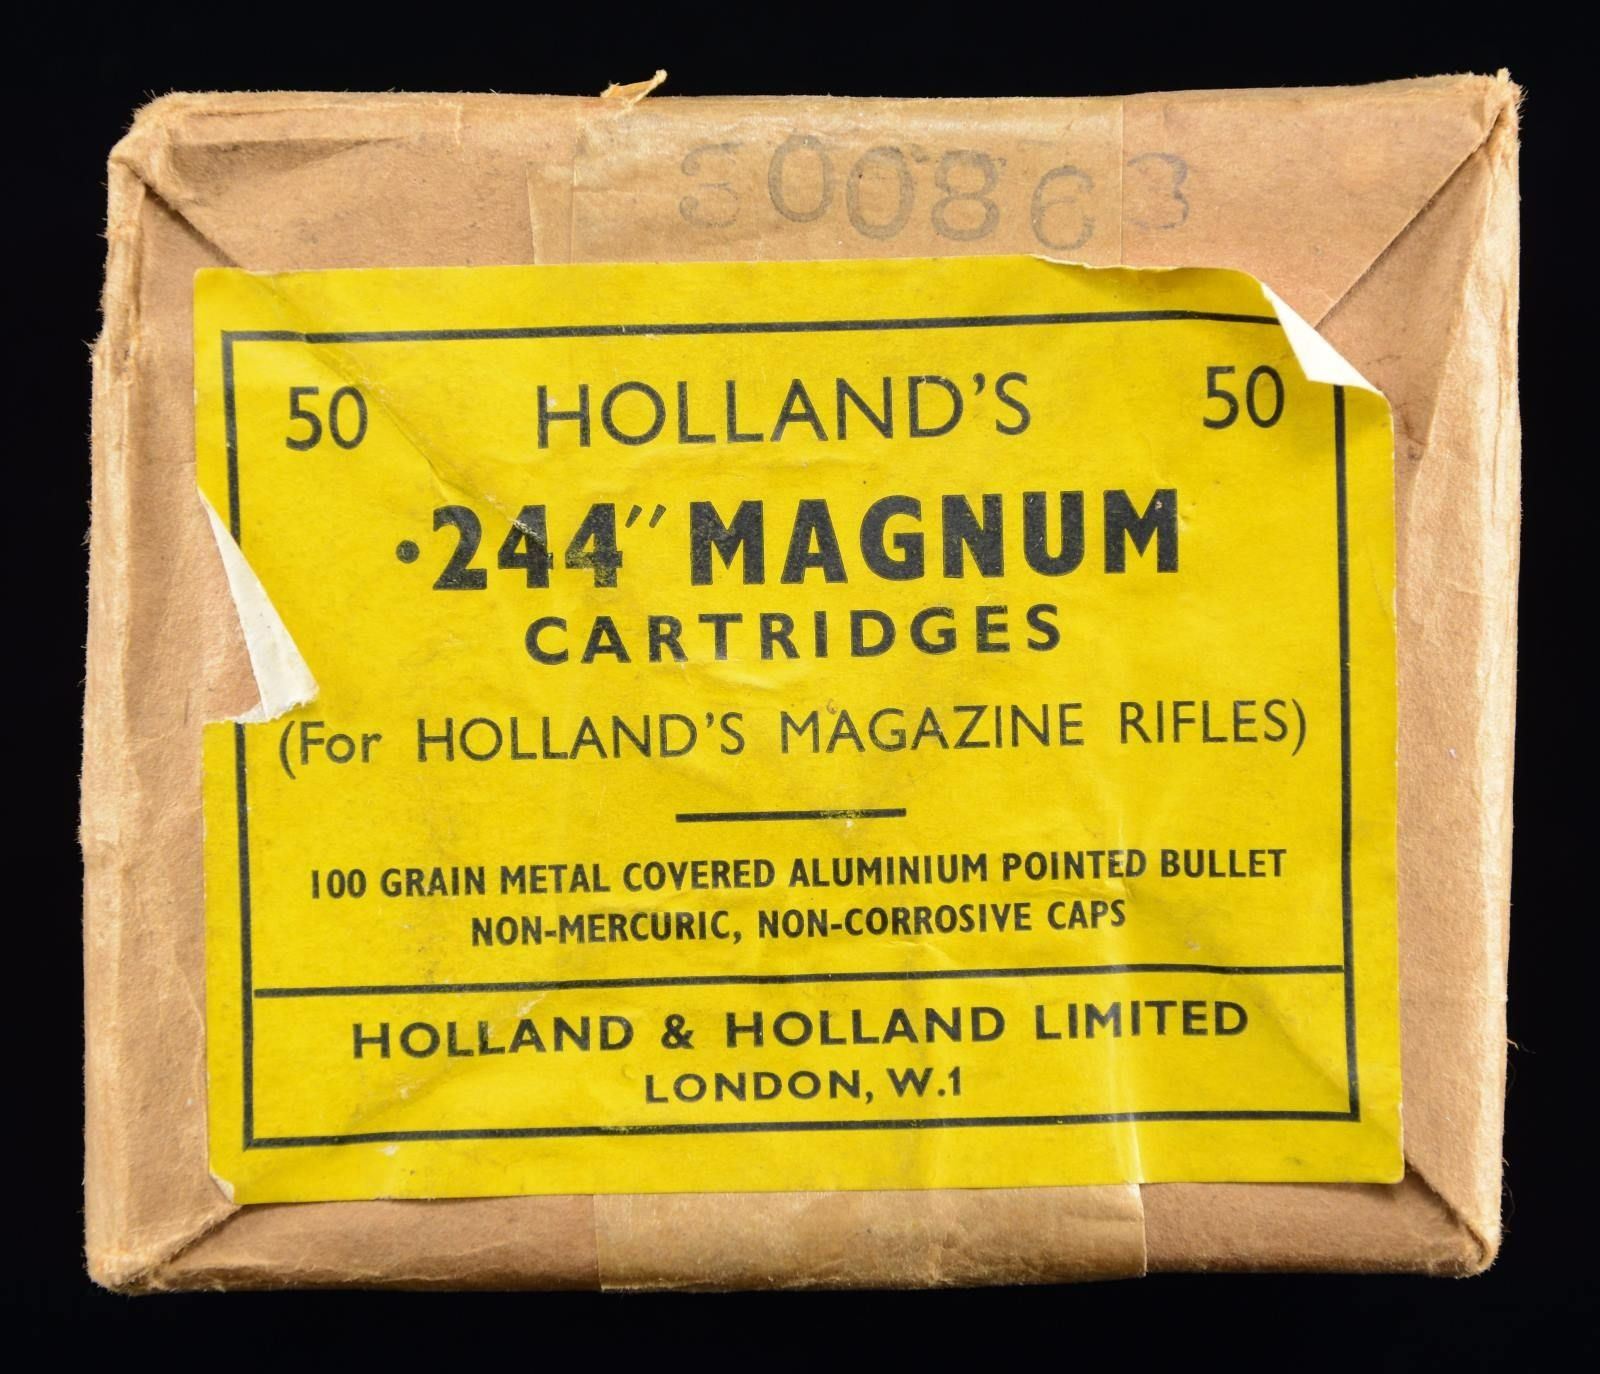 300863
50 HOLLAND'S 50
·244″ MAGNUM
CARTRIDGES
(For HOLLAND'S MAGAZINE RIFLES)
100 GRAIN METAL COVERED ALUMINIUM POINTED BULLET
NON-MERCURIC, NON-CORROSIVE CAPS
HOLLAND & HOLLAND LIMITED
LONDON, W.1